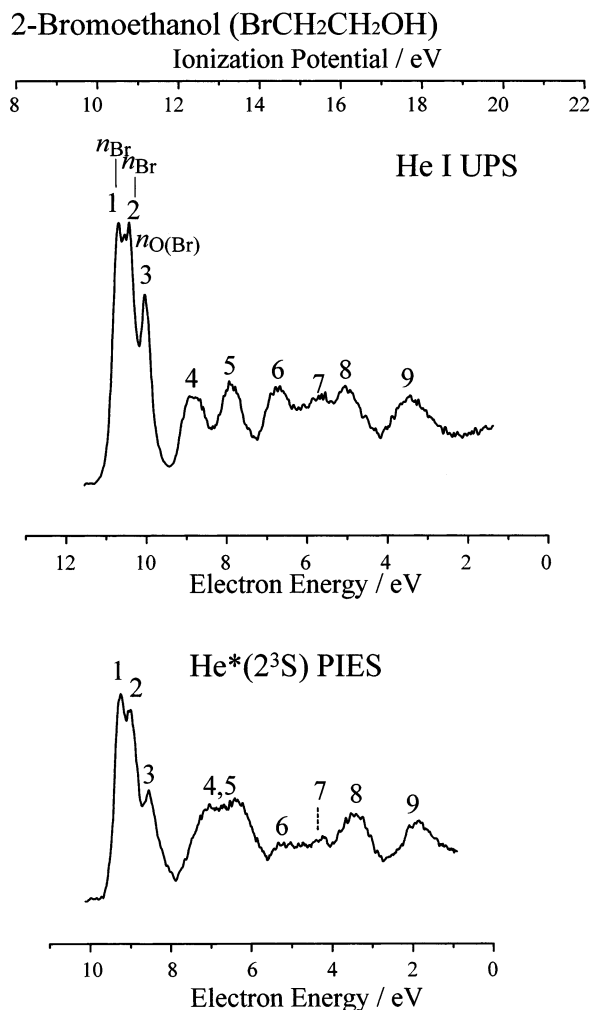 2-Bromoethanol (BrCH₂CH₂OH)
Ionization Potential / eV
8 10 12 14 16 18 20 22
nBr
nBr
He I UPS
1 2
nO(Br)
3
4 5 6 7 8 9
12 10 8 6 4 2 0
Electron Energy / eV
He*(2³S) PIES
1 2
3 4,5 6 7 8 9
10 8 6 4 2 0
Electron Energy / eV